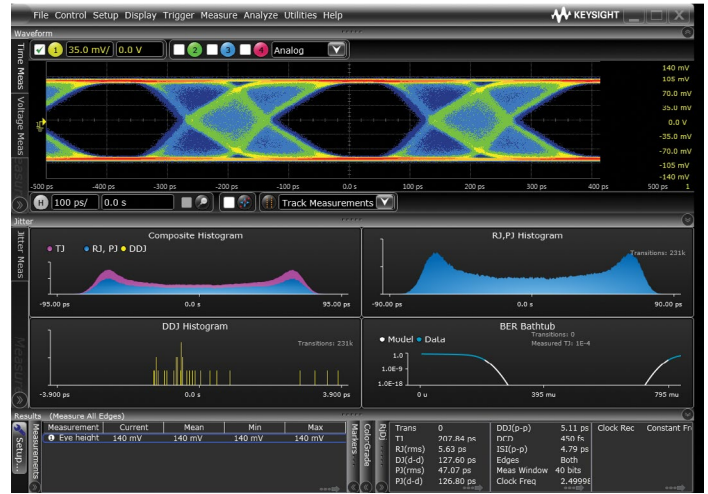 File Control Setup Display Trigger Measure Analyze Utilities Help
KEYSIGHT
Waveform
1 35.0 mV/ 0.0 V 2 3 4 Analog
Time Meas
Voltage Meas
140 mV
105 mV
70.0 mV
35.0 mV
0.0 V
-35.0 mV
-70.0 mV
-105 mV
-140 mV
-500 ps -400 ps -300 ps -200 ps -100 ps 0.0 s 100 ps 200 ps 300 ps 400 ps 500 ps 1
H 100 ps/ 0.0 s Track Measurements
Jitter
Jitter Meas
Composite Histogram
TJ RJ, PJ DDJ
-95.00 ps 0.0 s 95.00 ps
RJ,PJ Histogram
Transitions: 231k
-90.00 ps 0.0 s 90.00 ps
DDJ Histogram
Transitions: 231k
-3.900 ps 0.0 s 3.900 ps
BER Bathtub
Transitions: 0
Measured TJ: 1E-4
Model Data
1.0
1.0E-9
1.0E-18
0 u 395 mu 795 mu
Measure
Results (Measure All Edges)
Setup...
Measurements
Measurement Current Mean Min Max
1 Eye height 140 mV 140 mV 140 mV 140 mV
Markers...
ColorGrade
RJDJ
Trans 0
TJ 207.84 ps
RJ(rms) 5.63 ps
DJ(d-d) 127.60 ps
PJ(rms) 47.07 ps
PJ(d-d) 126.80 ps
DDJ(p-p) 5.11 ps
DCD 450 fs
ISI(p-p) 4.79 ps
Edges Both
Meas Window 40 bits
Clock Freq 2.4999
Clock Rec Constant Fr